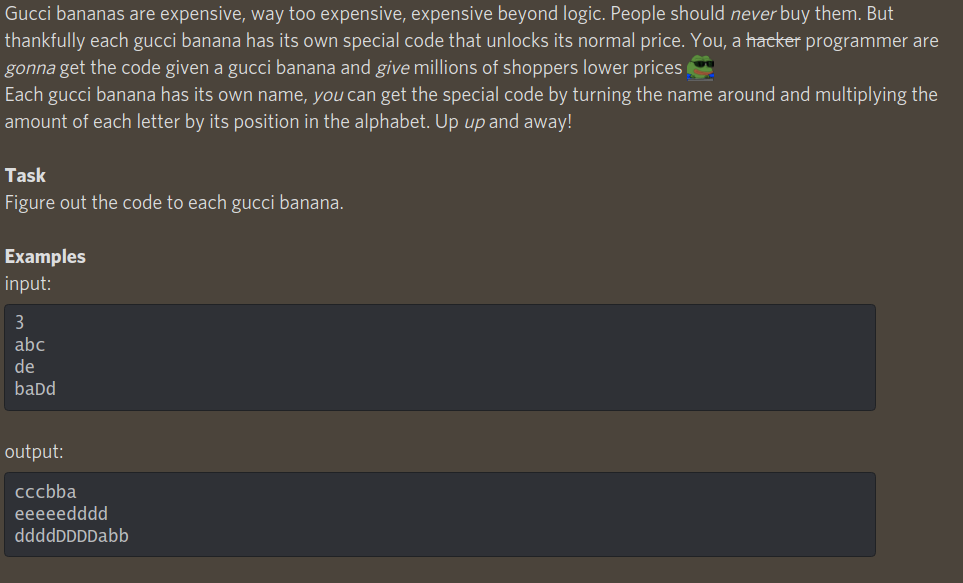 Gucci bananas are expensive, way too expensive, expensive beyond logic. People should never buy them. But
thankfully each gucci banana has its own special code that unlocks its normal price. You, a hacker programmer are
gonna get the code given a gucci banana and give millions of shoppers lower prices
Each gucci banana has its own name, you can get the special code by turning the name around and multiplying the
amount of each letter by its position in the alphabet. Up up and away!
Task
Figure out the code to each gucci banana.
Examples
input:
3
abc
de
baDd
output:
cccbba
eeeeedddd
ddddDDDDabb